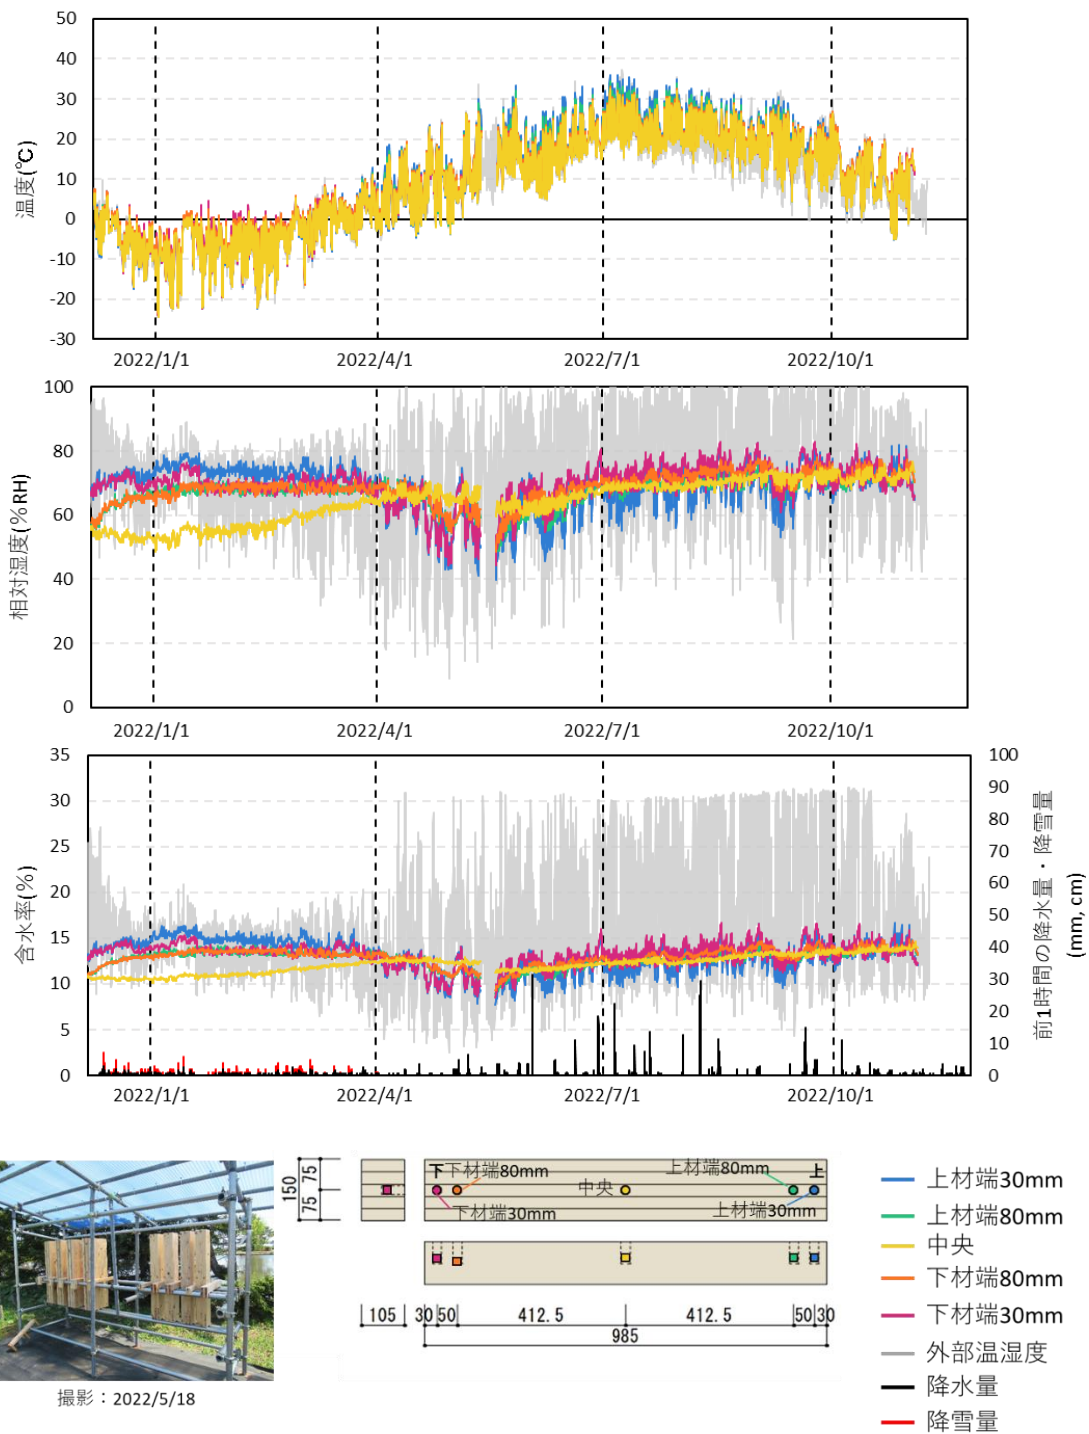 50
40
30
20
10
0
-10
-20
-30
温度(℃)
2022/1/1
2022/4/1
2022/7/1
2022/10/1
100
80
60
40
20
0
相対湿度(%RH)
2022/1/1
2022/4/1
2022/7/1
2022/10/1
35
30
25
20
15
10
5
0
含水率(%)
100
90
80
70
60
50
40
30
20
10
0
前1時間の降水量・降雪量
(mm, cm)
2022/1/1
2022/4/1
2022/7/1
2022/10/1
撮影：2022/5/18
150
75
75
下
下材端80mm
下材端30mm
中央
上材端80mm
上
上材端30mm
105
30
50
412.5
412.5
50
30
985
上材端30mm
上材端80mm
中央
下材端80mm
下材端30mm
外部温湿度
降水量
降雪量